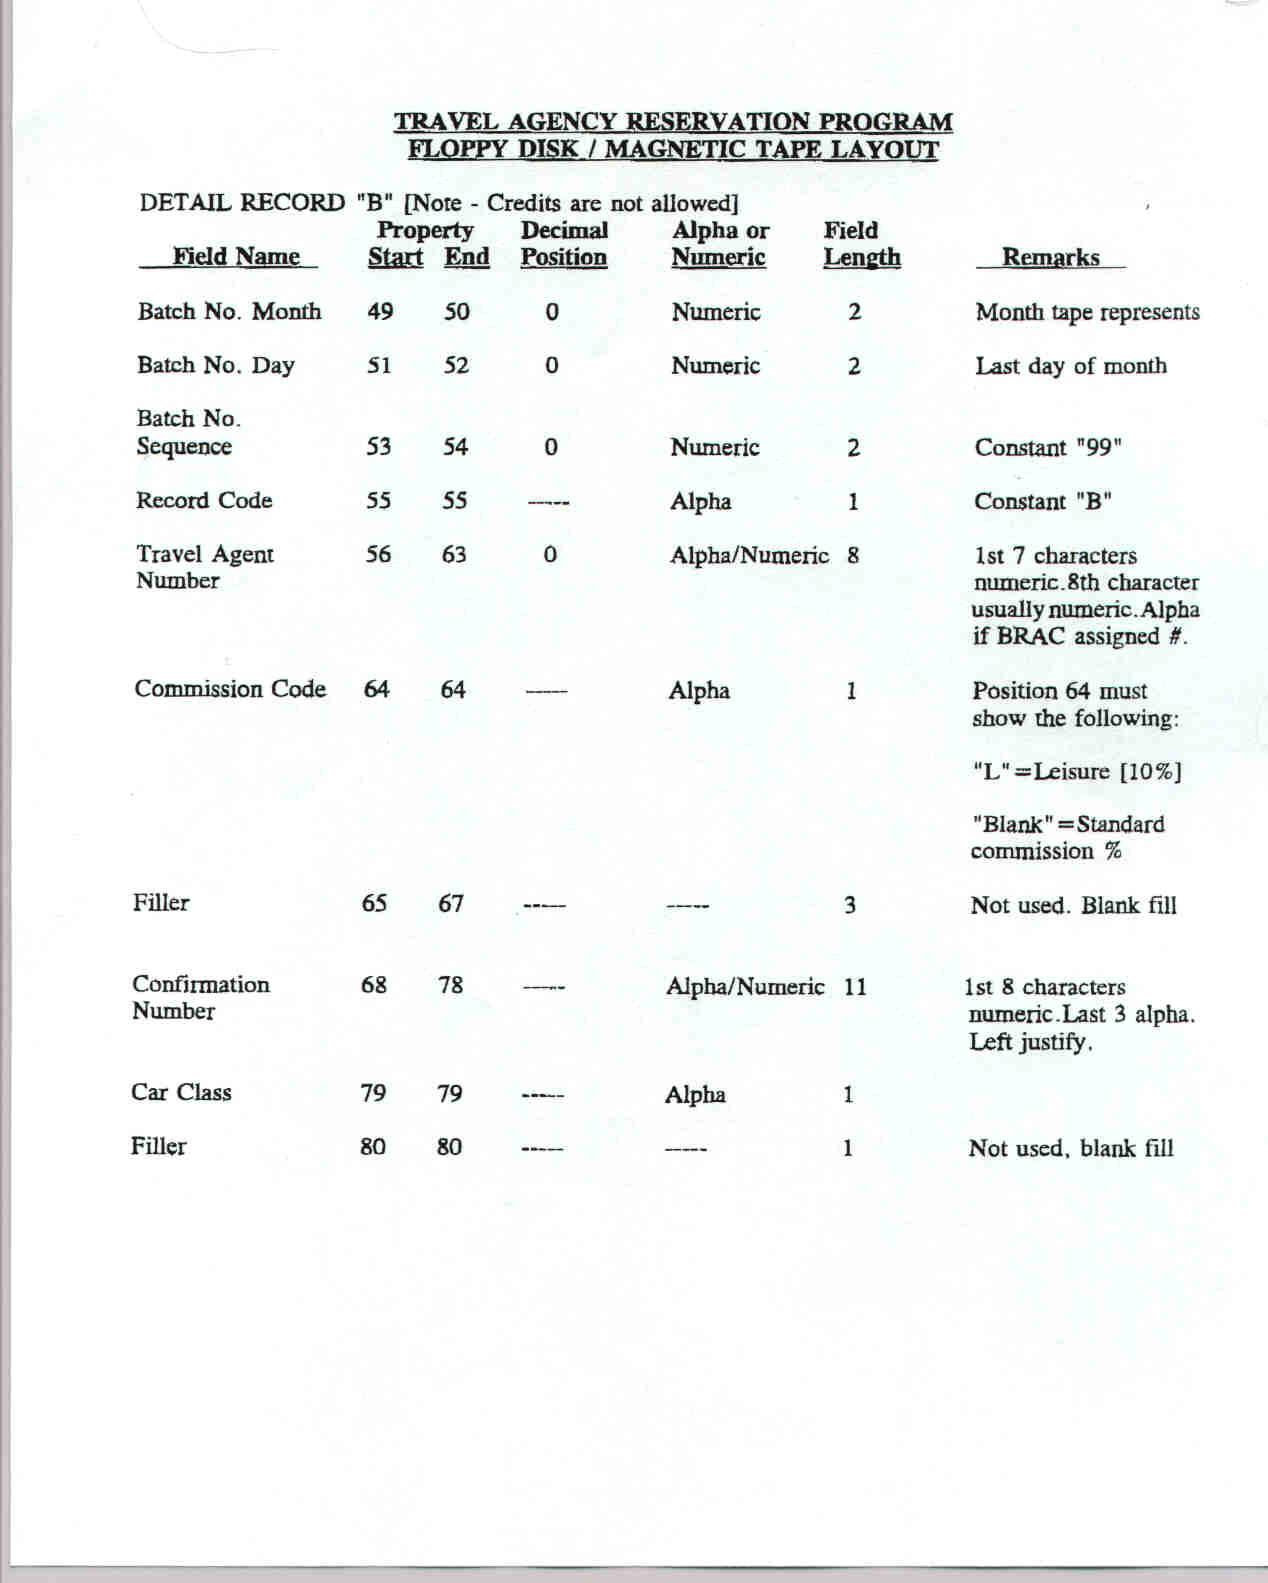 TRAVEL AGENCY RESERVATION PROGRAM
FLOPPY DISK / MAGNETIC TAPE LAYOUT
DETAIL RECORD "B" [Note - Credits are not allowed]
Property Decimal Alpha or Field
Field Name Start End Position Numeric Length Remarks
Batch No. Month 49 50 0 Numeric 2 Month tape represents
Batch No. Day 51 52 0 Numeric 2 Last day of month
Batch No.
Sequence 53 54 0 Numeric 2 Constant "99"
Record Code 55 55 ----- Alpha 1 Constant "B"
Travel Agent 56 63 0 Alpha/Numeric 8 1st 7 characters
Number numeric.8th character
usually numeric.Alpha
if BRAC assigned #.
Commission Code 64 64 ----- Alpha 1 Position 64 must
show the following:
"L"=Leisure [10%]
"Blank"=Standard
commission %
Filler 65 67 ----- ----- 3 Not used. Blank fill
Confirmation 68 78 ----- Alpha/Numeric 11 1st 8 characters
Number numeric.Last 3 alpha.
Left justify.
Car Class 79 79 ----- Alpha 1
Filler 80 80 ----- ----- 1 Not used, blank fill